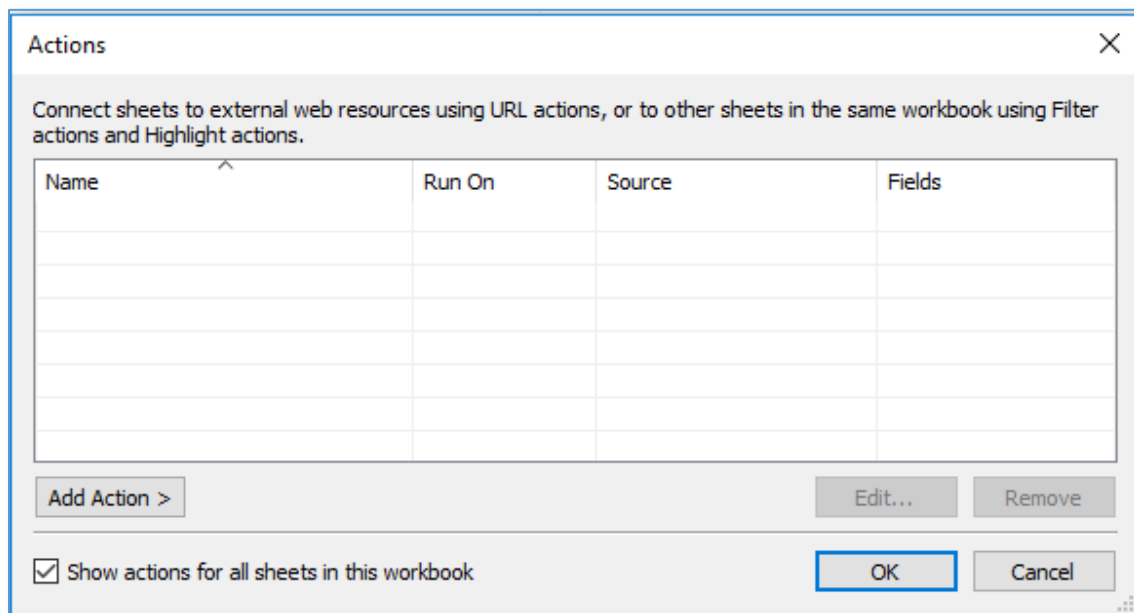 Actions
Connect sheets to external web resources using URL actions, or to other sheets in the same workbook using Filter
actions and Highlight actions.
Name Run On Source Fields
Add Action > Edit... Remove
Show actions for all sheets in this workbook OK Cancel